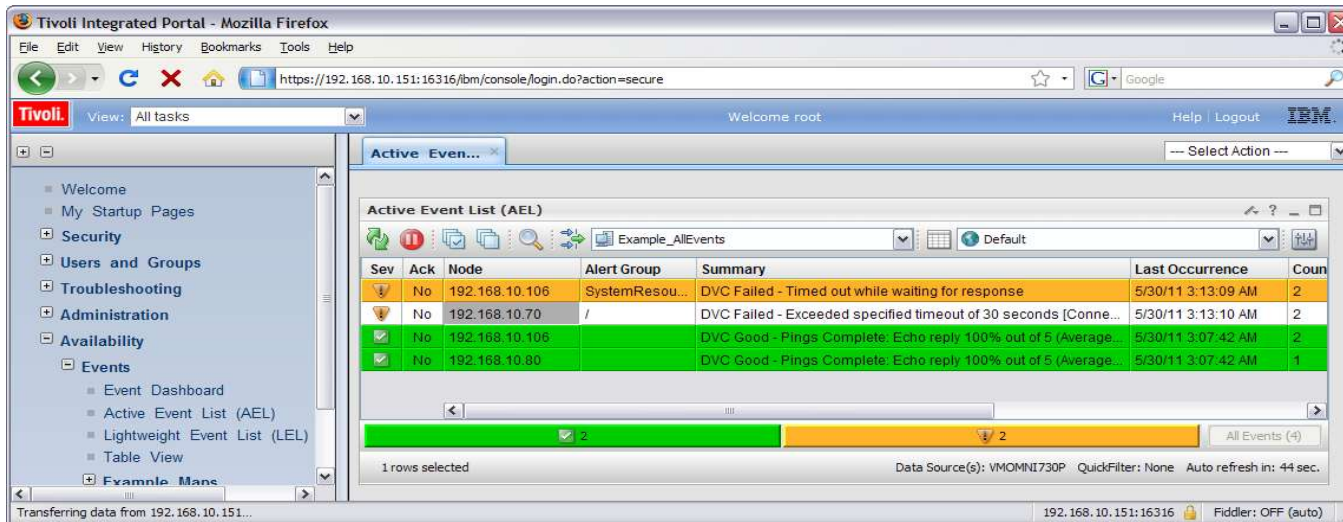 Tivoli Integrated Portal - Mozilla Firefox
File Edit View History Bookmarks Tools Help
https://192.168.10.151:16316/ibm/console/login.do?action=secure
G Google
Tivoli. View: All tasks Welcome root Help | Logout IBM.
Active Even... × --- Select Action ---
Welcome
My Startup Pages
Security
Users and Groups
Troubleshooting
Administration
Availability
Events
Event Dashboard
Active Event List (AEL)
Lightweight Event List (LEL)
Table View
Example Maps
Active Event List (AEL) ?
Example_AllEvents Default
Sev Ack Node Alert Group Summary Last Occurrence Coun
No 192.168.10.106 SystemResou... DVC Failed - Timed out while waiting for response 5/30/11 3:13:09 AM 2
No 192.168.10.70 / DVC Failed - Exceeded specified timeout of 30 seconds [Conne... 5/30/11 3:13:10 AM 2
No 192.168.10.106 DVC Good - Pings Complete: Echo reply 100% out of 5 (Average... 5/30/11 3:07:42 AM 2
No 192.168.10.80 DVC Good - Pings Complete: Echo reply 100% out of 5 (Average... 5/30/11 3:07:42 AM 1
2 2 All Events (4)
1 rows selected Data Source(s): VMOMNI730P QuickFilter: None Auto refresh in: 44 sec.
Transferring data from 192.168.10.151... 192.168.10.151:16316 Fiddler: OFF (auto)